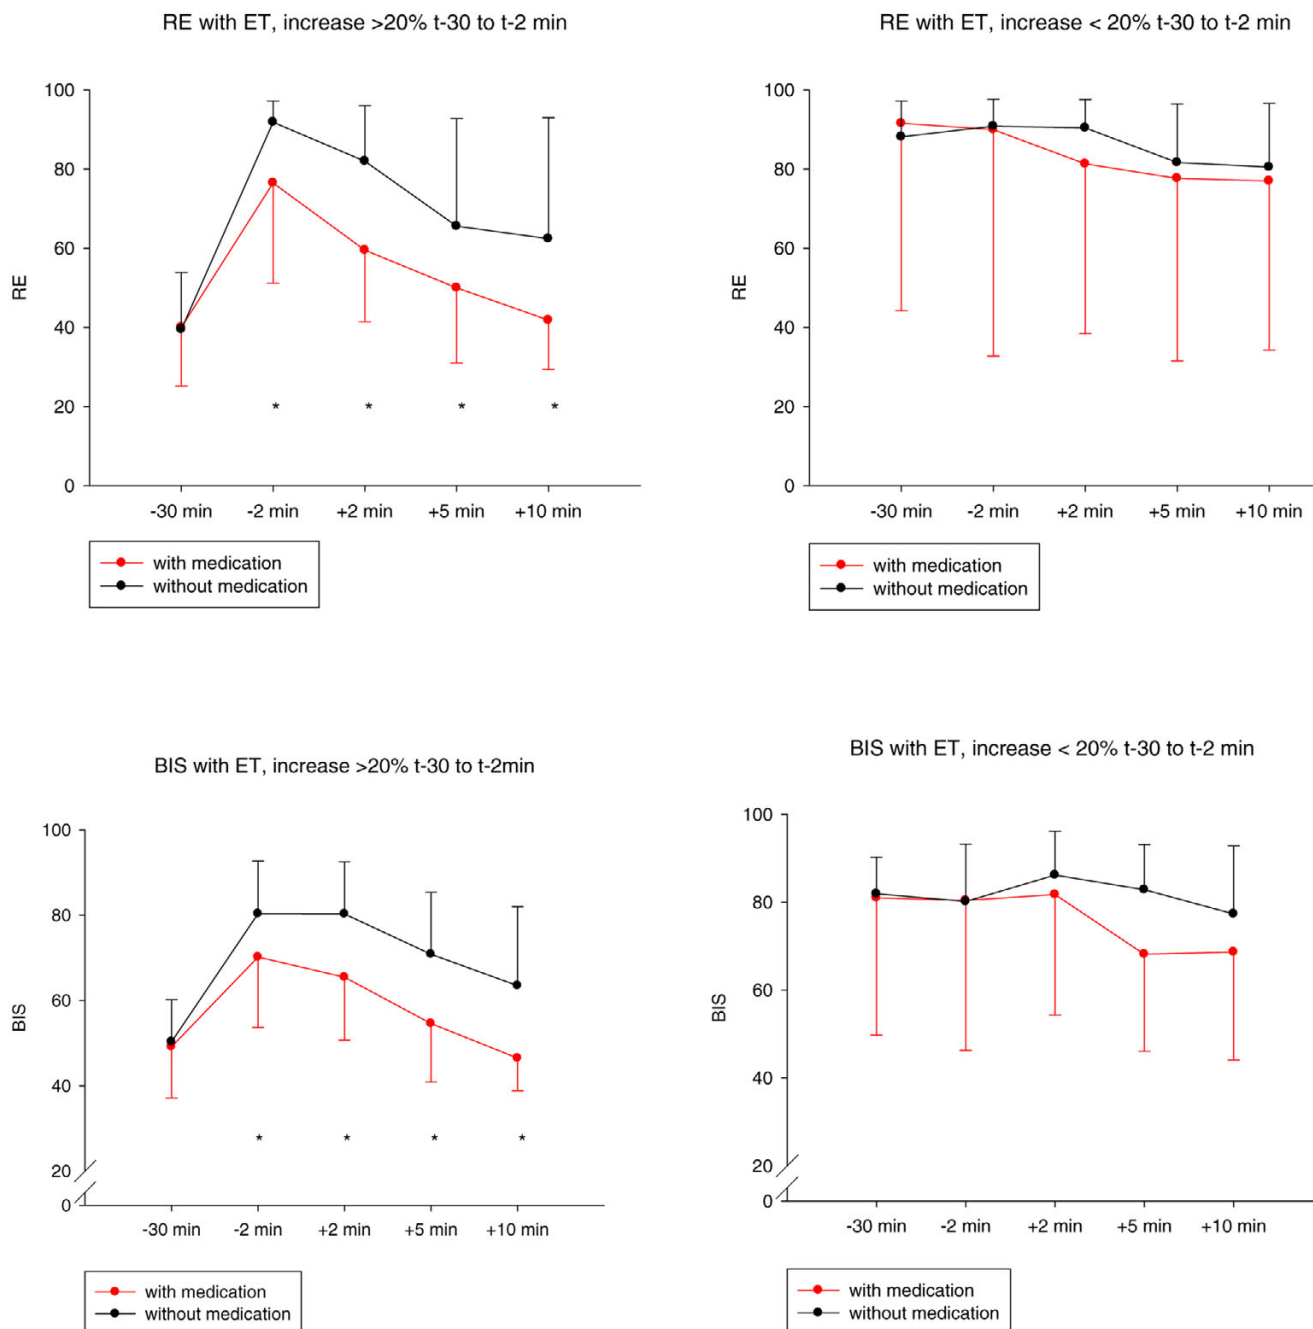 RE with ET, increase >20% t-30 to t-2 min
100
80
60
40
20
0
RE
* * * *
-30 min -2 min +2 min +5 min +10 min
with medication
without medication
RE with ET, increase < 20% t-30 to t-2 min
100
80
60
40
20
0
RE
-30 min -2 min +2 min +5 min +10 min
with medication
without medication
BIS with ET, increase >20% t-30 to t-2min
100
80
60
40
20
0
BIS
* * * *
-30 min -2 min +2 min +5 min +10 min
with medication
without medication
BIS with ET, increase < 20% t-30 to t-2 min
100
80
60
40
20
0
BIS
-30 min -2 min +2 min +5 min +10 min
with medication
without medication